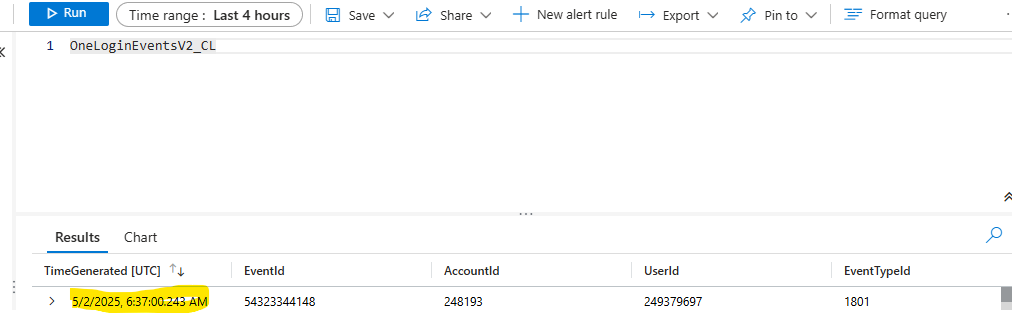 Run Time range : Last 4 hours Save Share New alert rule Export Pin to Format query
1 OneLoginEventsV2_CL
Results Chart
TimeGenerated [UTC] EventId AccountId UserId EventTypeId
5/2/2025, 6:37:00.243 AM 54323344148 248193 249379697 1801